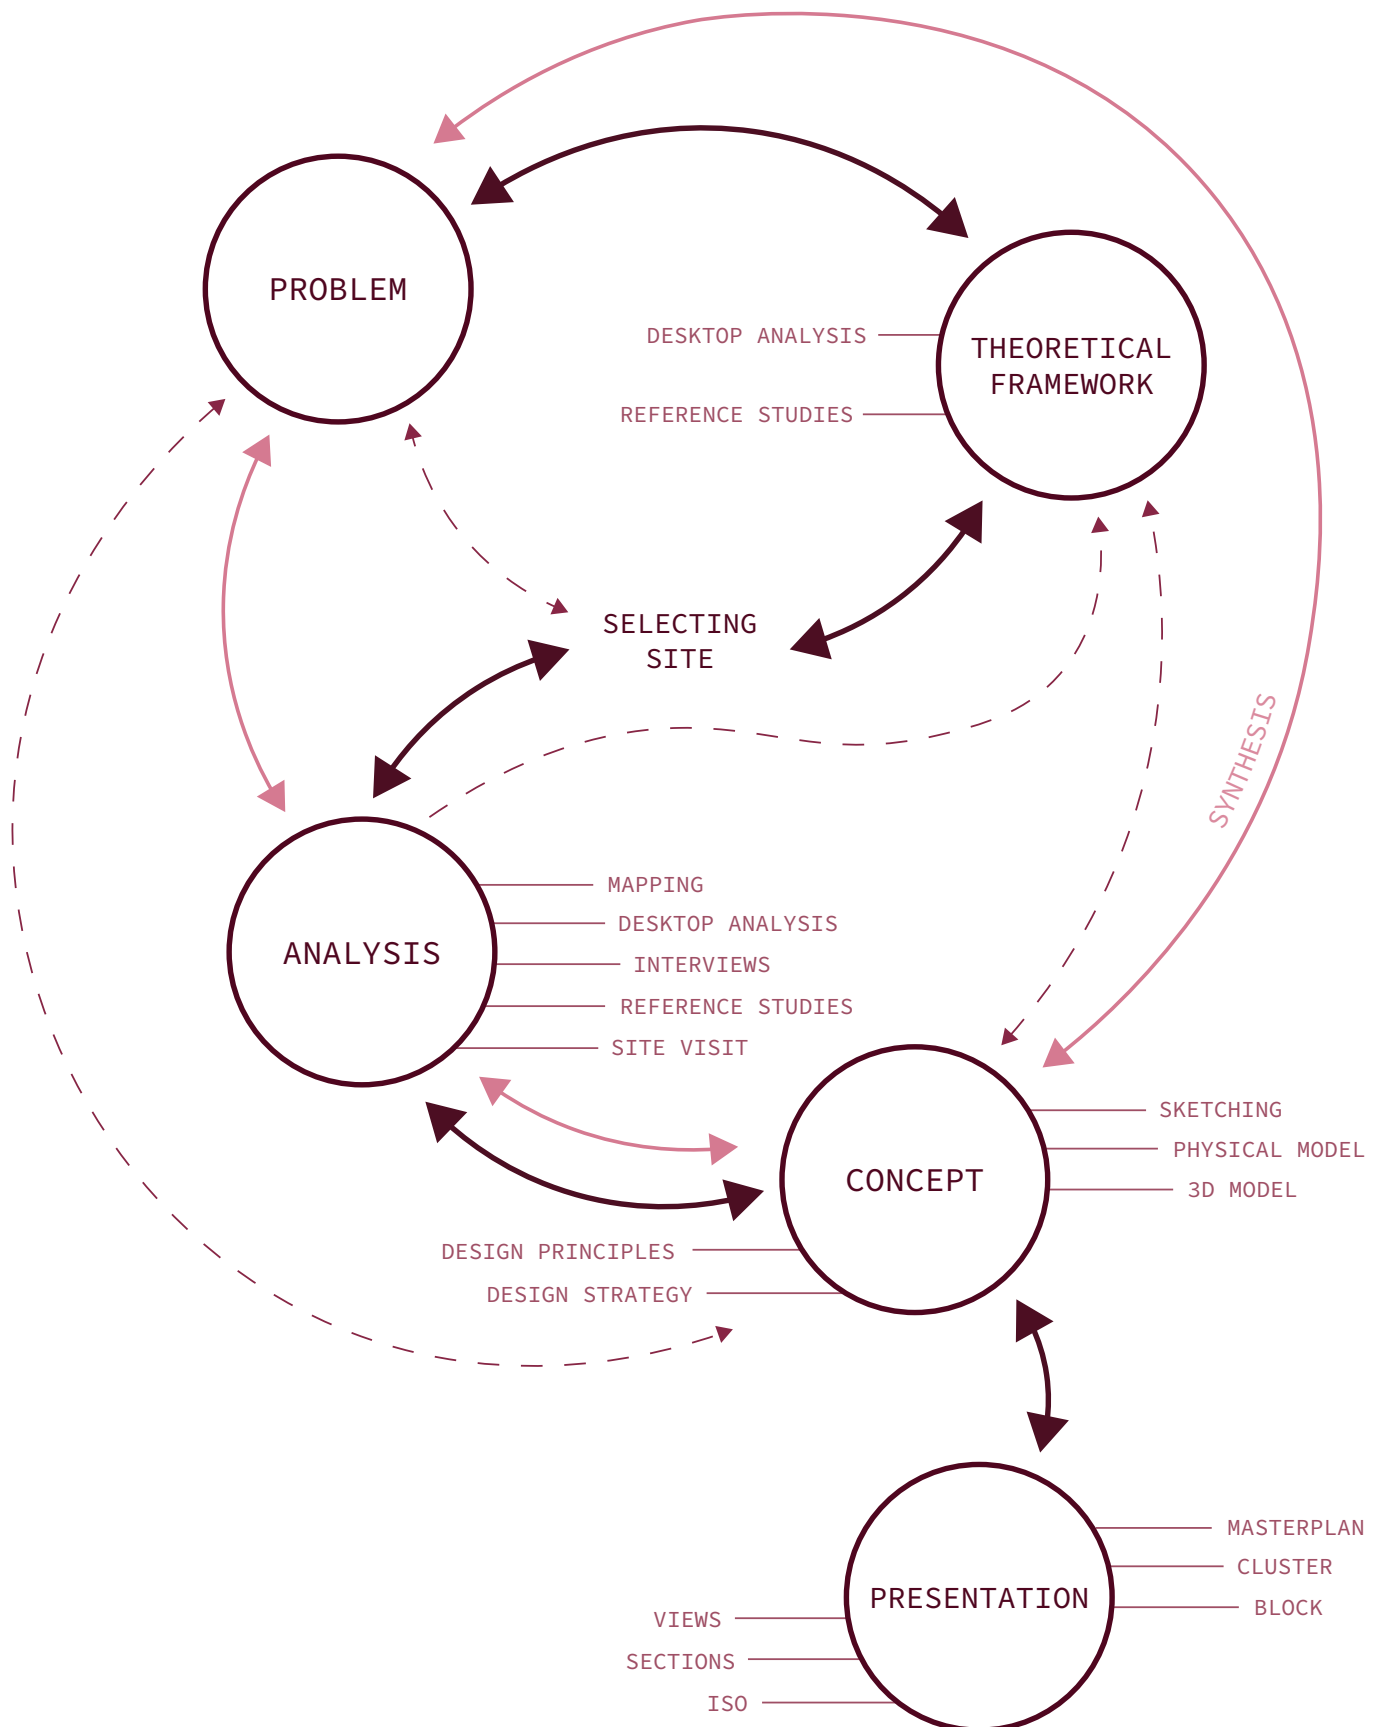 PROBLEM
DESKTOP ANALYSIS
THEORETICAL
FRAMEWORK
REFERENCE STUDIES
SELECTING
SITE
SYNTHESIS
ANALYSIS
MAPPING
DESKTOP ANALYSIS
INTERVIEWS
REFERENCE STUDIES
SITE VISIT
CONCEPT
SKETCHING
PHYSICAL MODEL
3D MODEL
DESIGN PRINCIPLES
DESIGN STRATEGY
PRESENTATION
MASTERPLAN
CLUSTER
BLOCK
VIEWS
SECTIONS
ISO